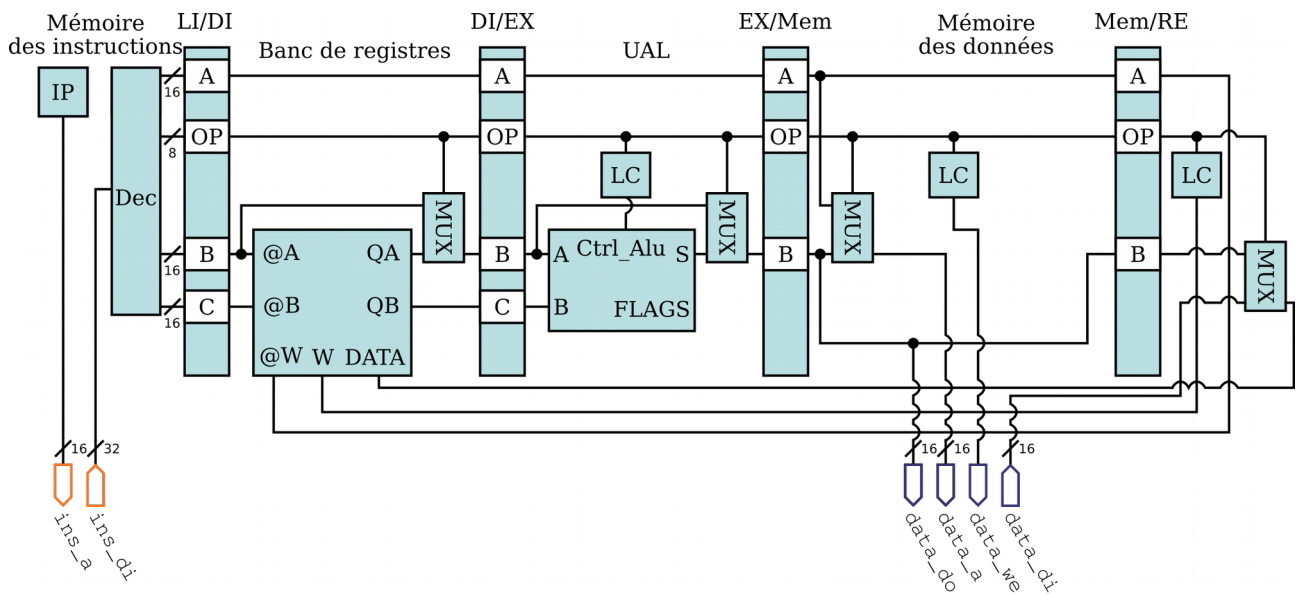 Mémoire
des instructions
LI/DI
Banc de registres
DI/EX
UAL
EX/Mem
Mémoire
des données
Mem/RE
IP
Dec
16
8
16
16
A
OP
B
C
@A
@B
@W
W
DATA
QA
QB
MUX
A
OP
B
C
LC
A
B
Ctrl_Alu
S
FLAGS
MUX
A
OP
B
MUX
LC
A
OP
B
LC
MUX
16
32
16
16
16
ins_a
ins_di
data_do
data_a
data_we
data_di